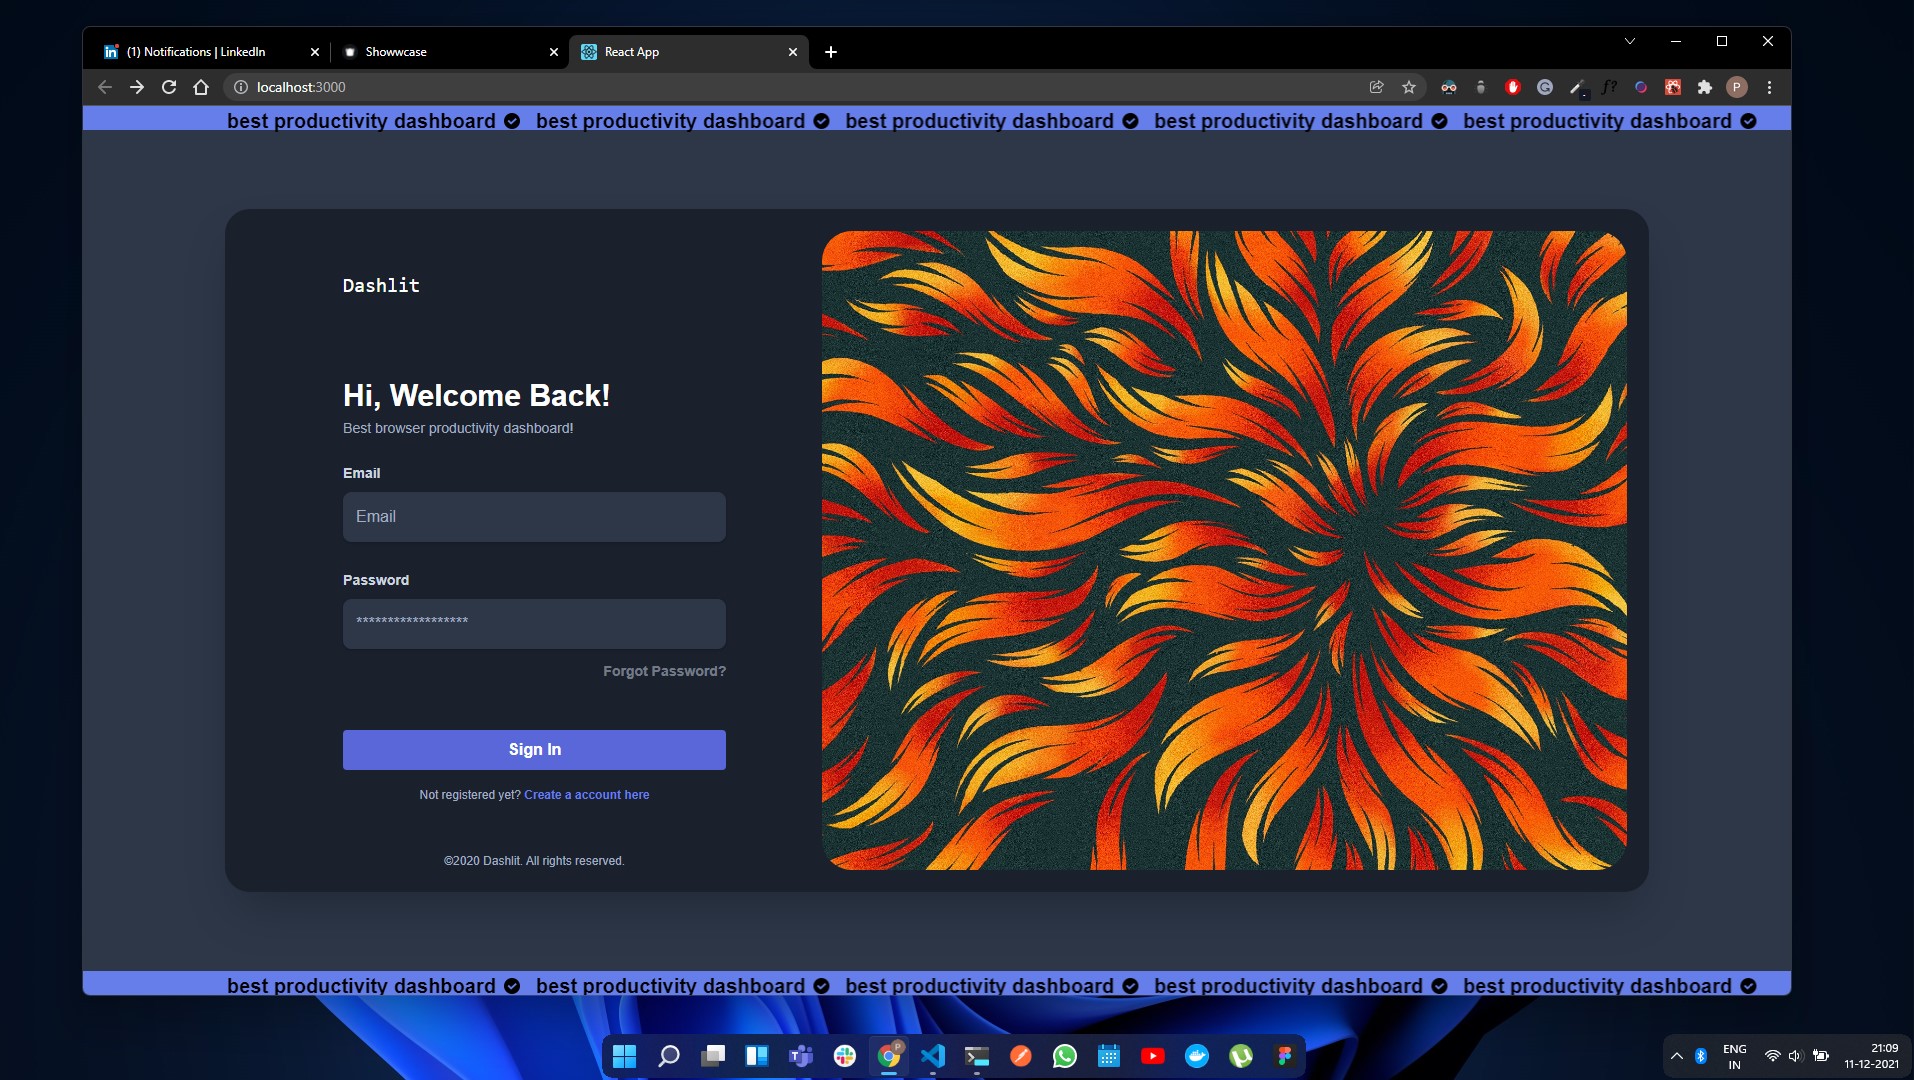 (1) Notifications | LinkedIn
Showwcase
React App
localhost:3000
P
best productivity dashboard best productivity dashboard best productivity dashboard best productivity dashboard best productivity dashboard
Dashlit
Hi, Welcome Back!
Best browser productivity dashboard!
Email
Email
Password
******************
Forgot Password?
Sign In
Not registered yet? Create a account here
©2020 Dashlit. All rights reserved.
best productivity dashboard best productivity dashboard best productivity dashboard best productivity dashboard best productivity dashboard
ENG
IN
21:09
11-12-2021